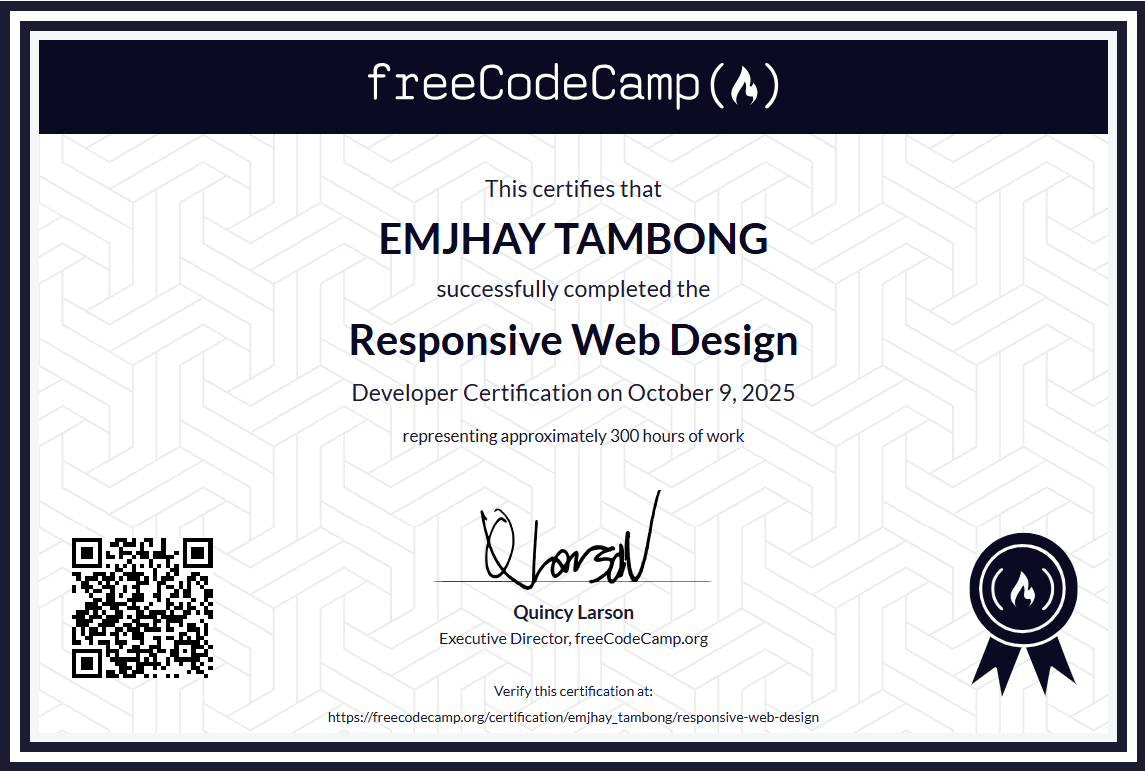 freeCodeCamp
This certifies that
EMJHAY TAMBONG
successfully completed the
Responsive Web Design
Developer Certification on October 9, 2025
representing approximately 300 hours of work
Q Larson
Quincy Larson
Executive Director, freeCodeCamp.org
Verify this certification at:
https://freecodecamp.org/certification/emjhay_tambong/responsive-web-design